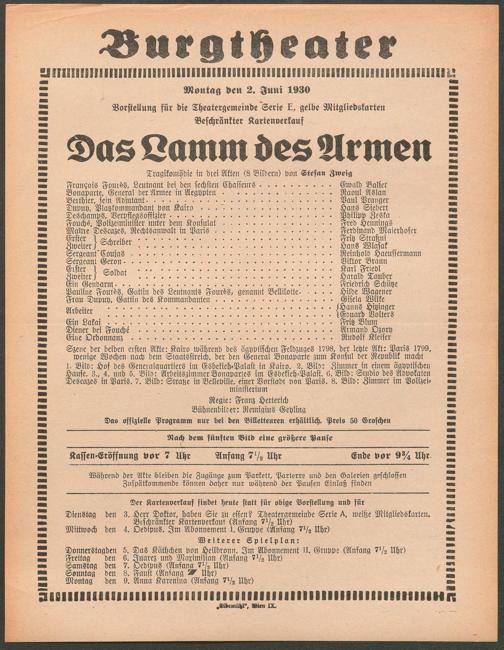 Burgtheater
Montag den 2. Juni 1930
Vorstellung für die Theatergemeinde Serie E, gelbe Mitgliedskarten
Beschränkter Kartenverkauf
Das Lamm des Armen
Tragikomödie in drei Akten (8 Bildern) von Stefan Zweig
François Fourès, Leutnant bei den sechsten Chasseurs Ewald Balser
Bonaparte, General der Armee in Aegypten Raoul Aslan
Berthier, sein Adjutant Paul Pranger
Dupuy, Platzkommandant von Kairo Hans Siebert
Deschamps, Verpflegsoffizier Philipp Zeska
Fouché, Polizeiminister unter dem Konsulat Fred Hennings
Maître Descazes, Rechtsanwalt in Paris Ferdinand Maierhofer
Erster } Schreiber Fritz Straßni
Zweiter } Hans Wlasak
Sergeant Goujas Reinhold Haeussermann
Sergeant Geron Viktor Braun
Erster } Soldat Karl Friedl
Zweiter } Harald Tauber
Ein Gendarm Friedrich Schütze
Pauline Fourès, Gattin des Leutnants Fourès, genannt Bellilotte Hilde Wagener
Frau Dupuy, Gattin des Kommandanten Gisela Wilke
Arbeiter { Hanns Hitzinger
{ Eduard Volters
Ein Lakai Fritz Blum
Diener bei Fouché Armand Ozory
Eine Ordonnanz Rudolf Kiesler
Szene der beiden ersten Akte: Kairo während des ägyptischen Feldzuges 1798, der letzte Akt: Paris 1799,
wenige Wochen nach dem Staatsstreich, der den General Bonaparte zum Konsul der Republik macht
1. Bild: Hof des Generalquartiers im Esbekieh-Palast in Kairo. 2. Bild: Zimmer in einem ägyptischen
Hause. 3., 4. und 5. Bild: Arbeitszimmer Bonapartes im Esbekieh-Palast. 6. Bild: Studio des Advokaten
Descazes in Paris. 7. Bild: Straße in Belleville, einer Vorstadt von Paris. 8. Bild: Zimmer im Polizei-
ministerium
Regie: Franz Herterich
Bühnenbilder: Remigius Geyling
Das offizielle Programm nur bei den Billetteuren erhältlich. Preis 50 Groschen
Nach dem fünften Bild eine größere Pause
Kassen-Eröffnung vor 7 Uhr Anfang 7½ Uhr Ende vor 9¾ Uhr
Während der Akte bleiben die Zugänge zum Parkett, Parterre und den Galerien geschlossen
Zuspätkommende können daher nur während der Pausen Einlaß finden
Der Kartenverkauf findet heute statt für obige Vorstellung und für
Dienstag den 3. Herr Doktor, haben Sie zu essen? Theatergemeinde Serie A, weiße Mitgliedskarten.
Beschränkter Kartenverkauf (Anfang 7½ Uhr)
Mittwoch den 4. Oedipus. Im Abonnement I. Gruppe (Anfang 7½ Uhr)
Weiterer Spielplan:
Donnerstag den 5. Das Käthchen von Heilbronn. Im Abonnement II. Gruppe (Anfang 7½ Uhr)
Freitag den 6. Juarez und Maximilian (Anfang 7½ Uhr)
Samstag den 7. Oedipus (Anfang 7½ Uhr)
Sonntag den 8. Faust (Anfang Uhr)
Montag den 9. Anna Karenina (Anfang 7½ Uhr)
„Elbemühl“, Wien IX.